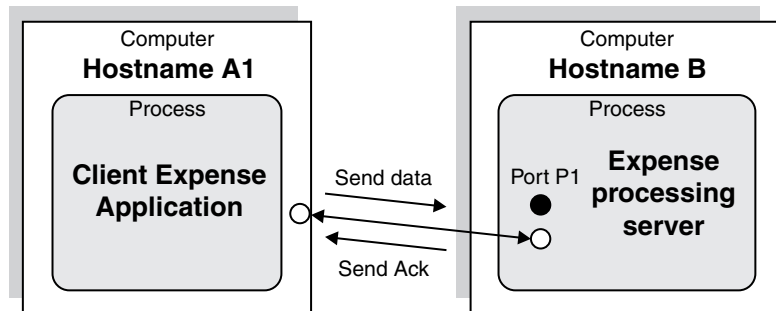 Computer
Hostname A1
Process
Client Expense
Application
Send data
Send Ack
Computer
Hostname B
Process
Port P1
Expense
processing
server